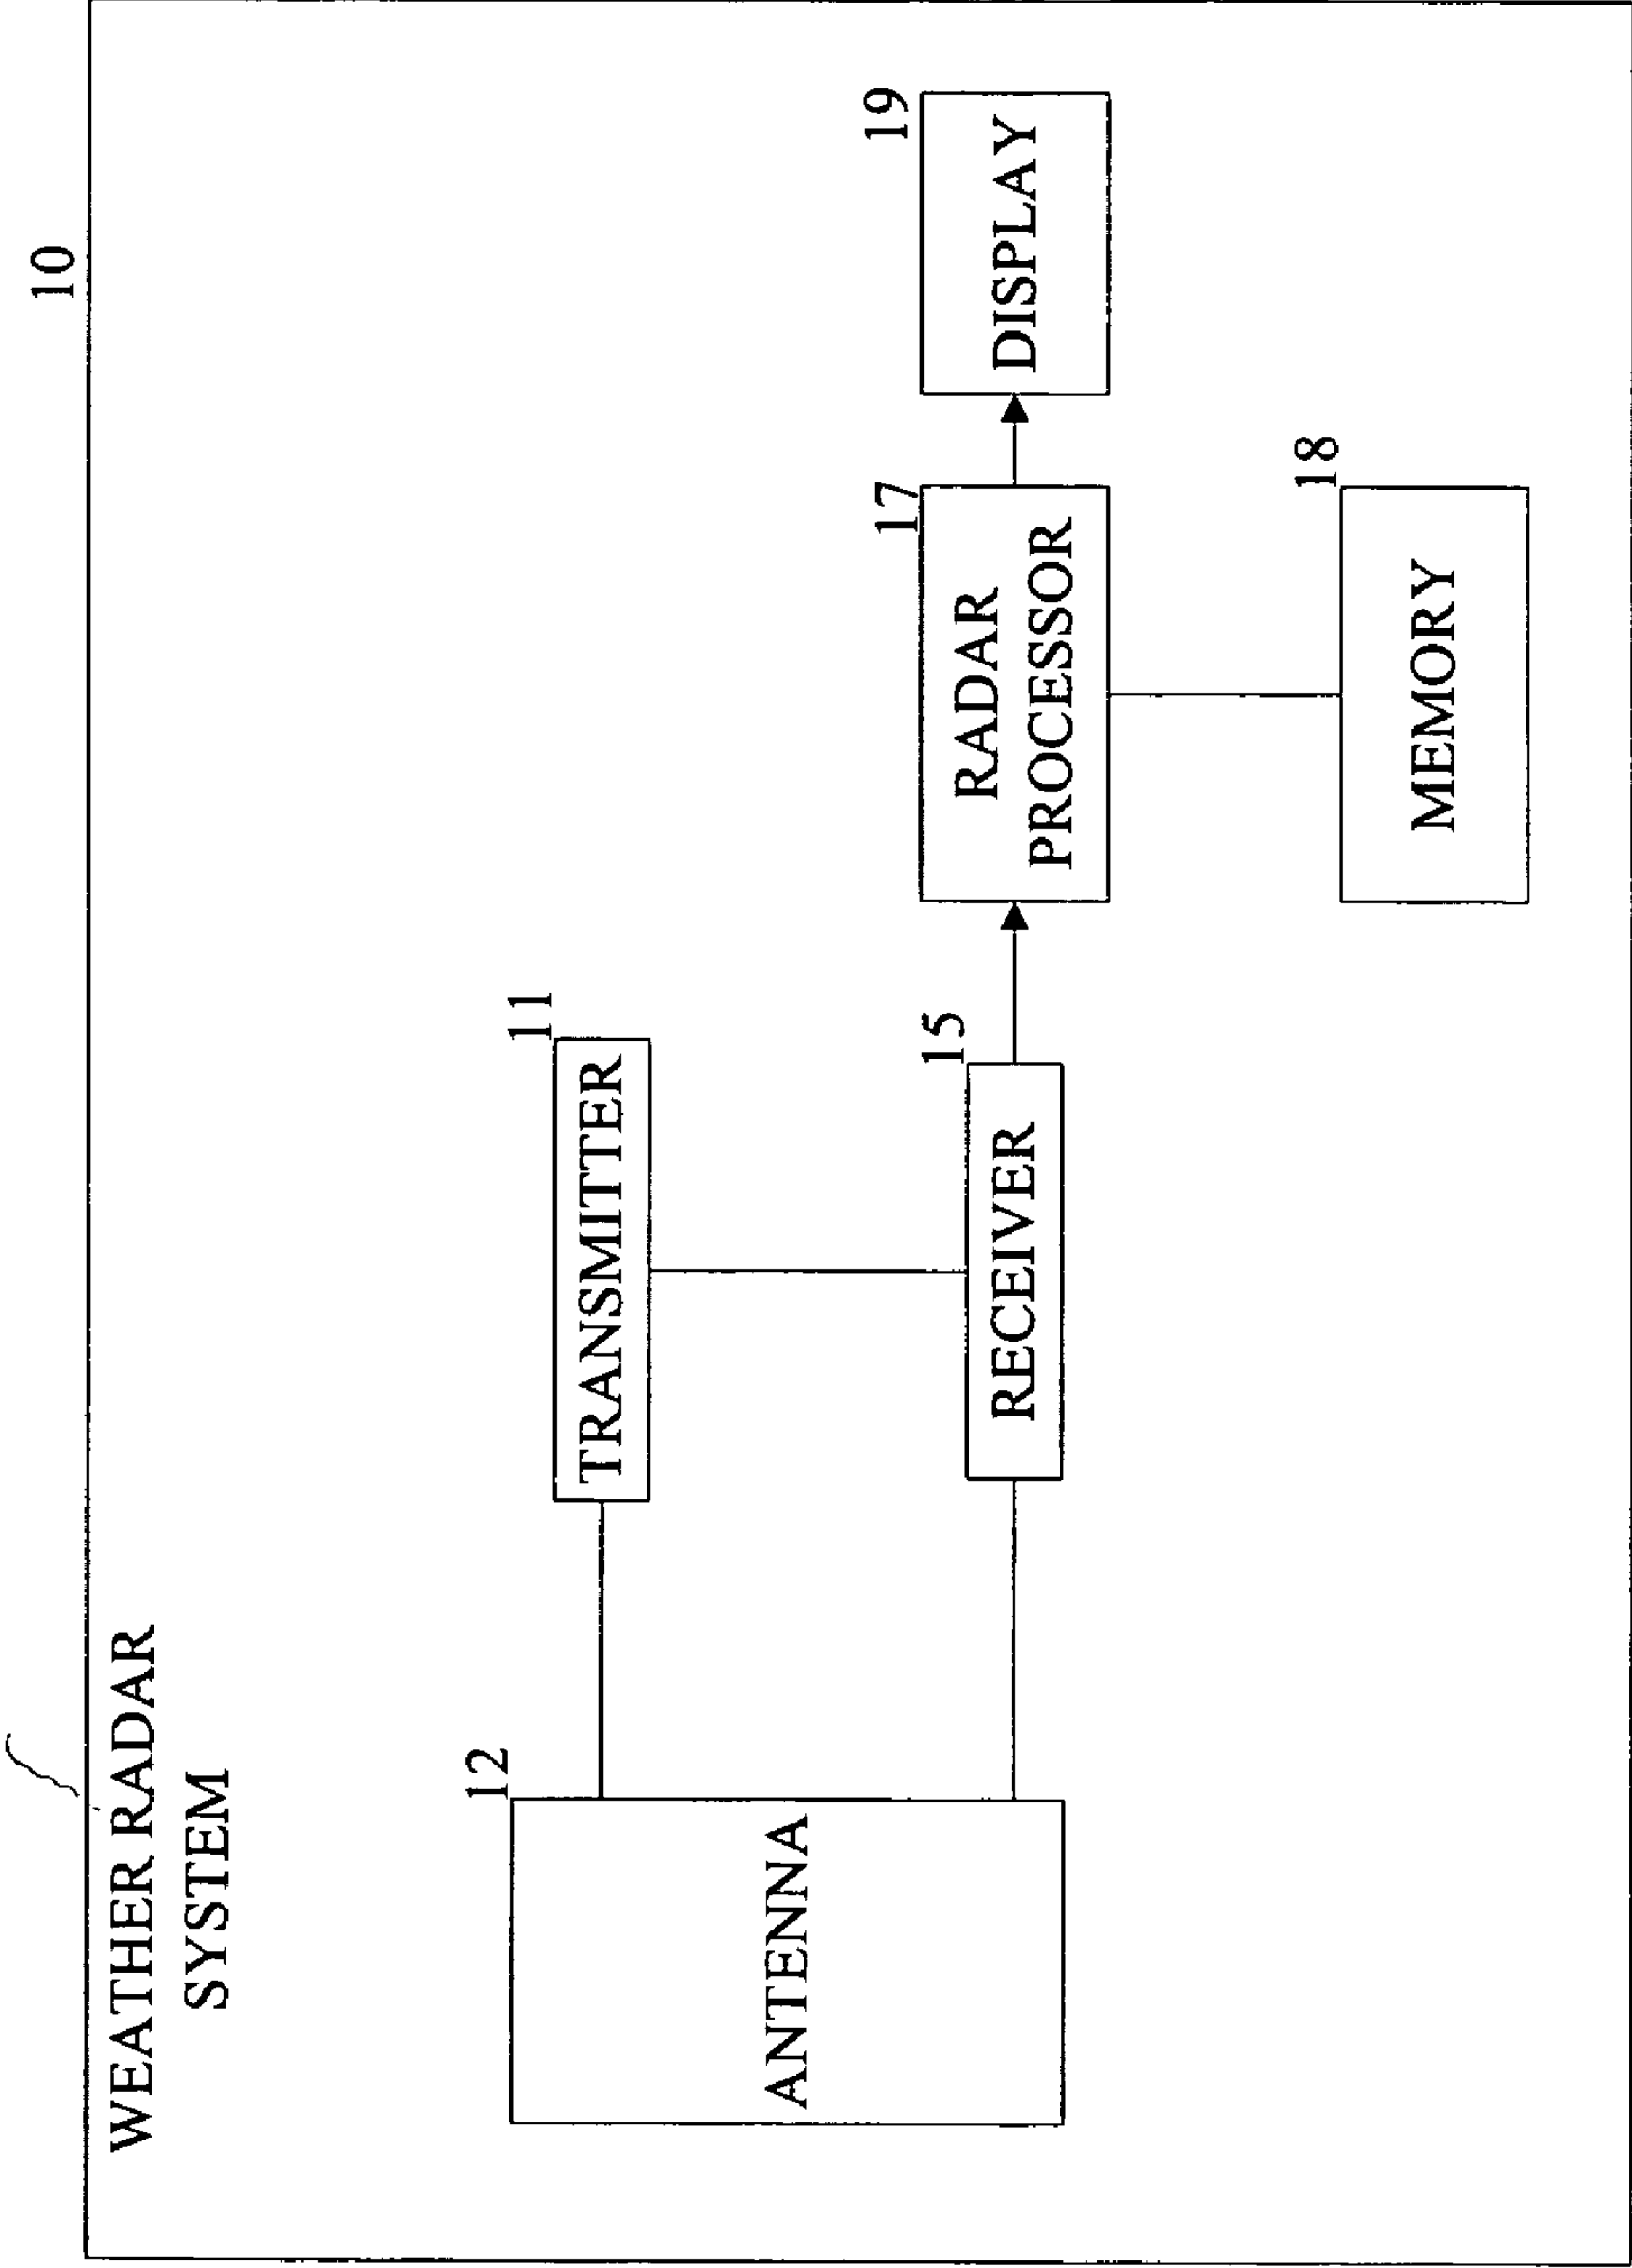 10
WEATHER RADAR
SYSTEM
12
ANTENNA
11
TRANSMITTER
15
RECEIVER
17
RADAR
PROCESSOR
19
DISPLAY
18
MEMORY